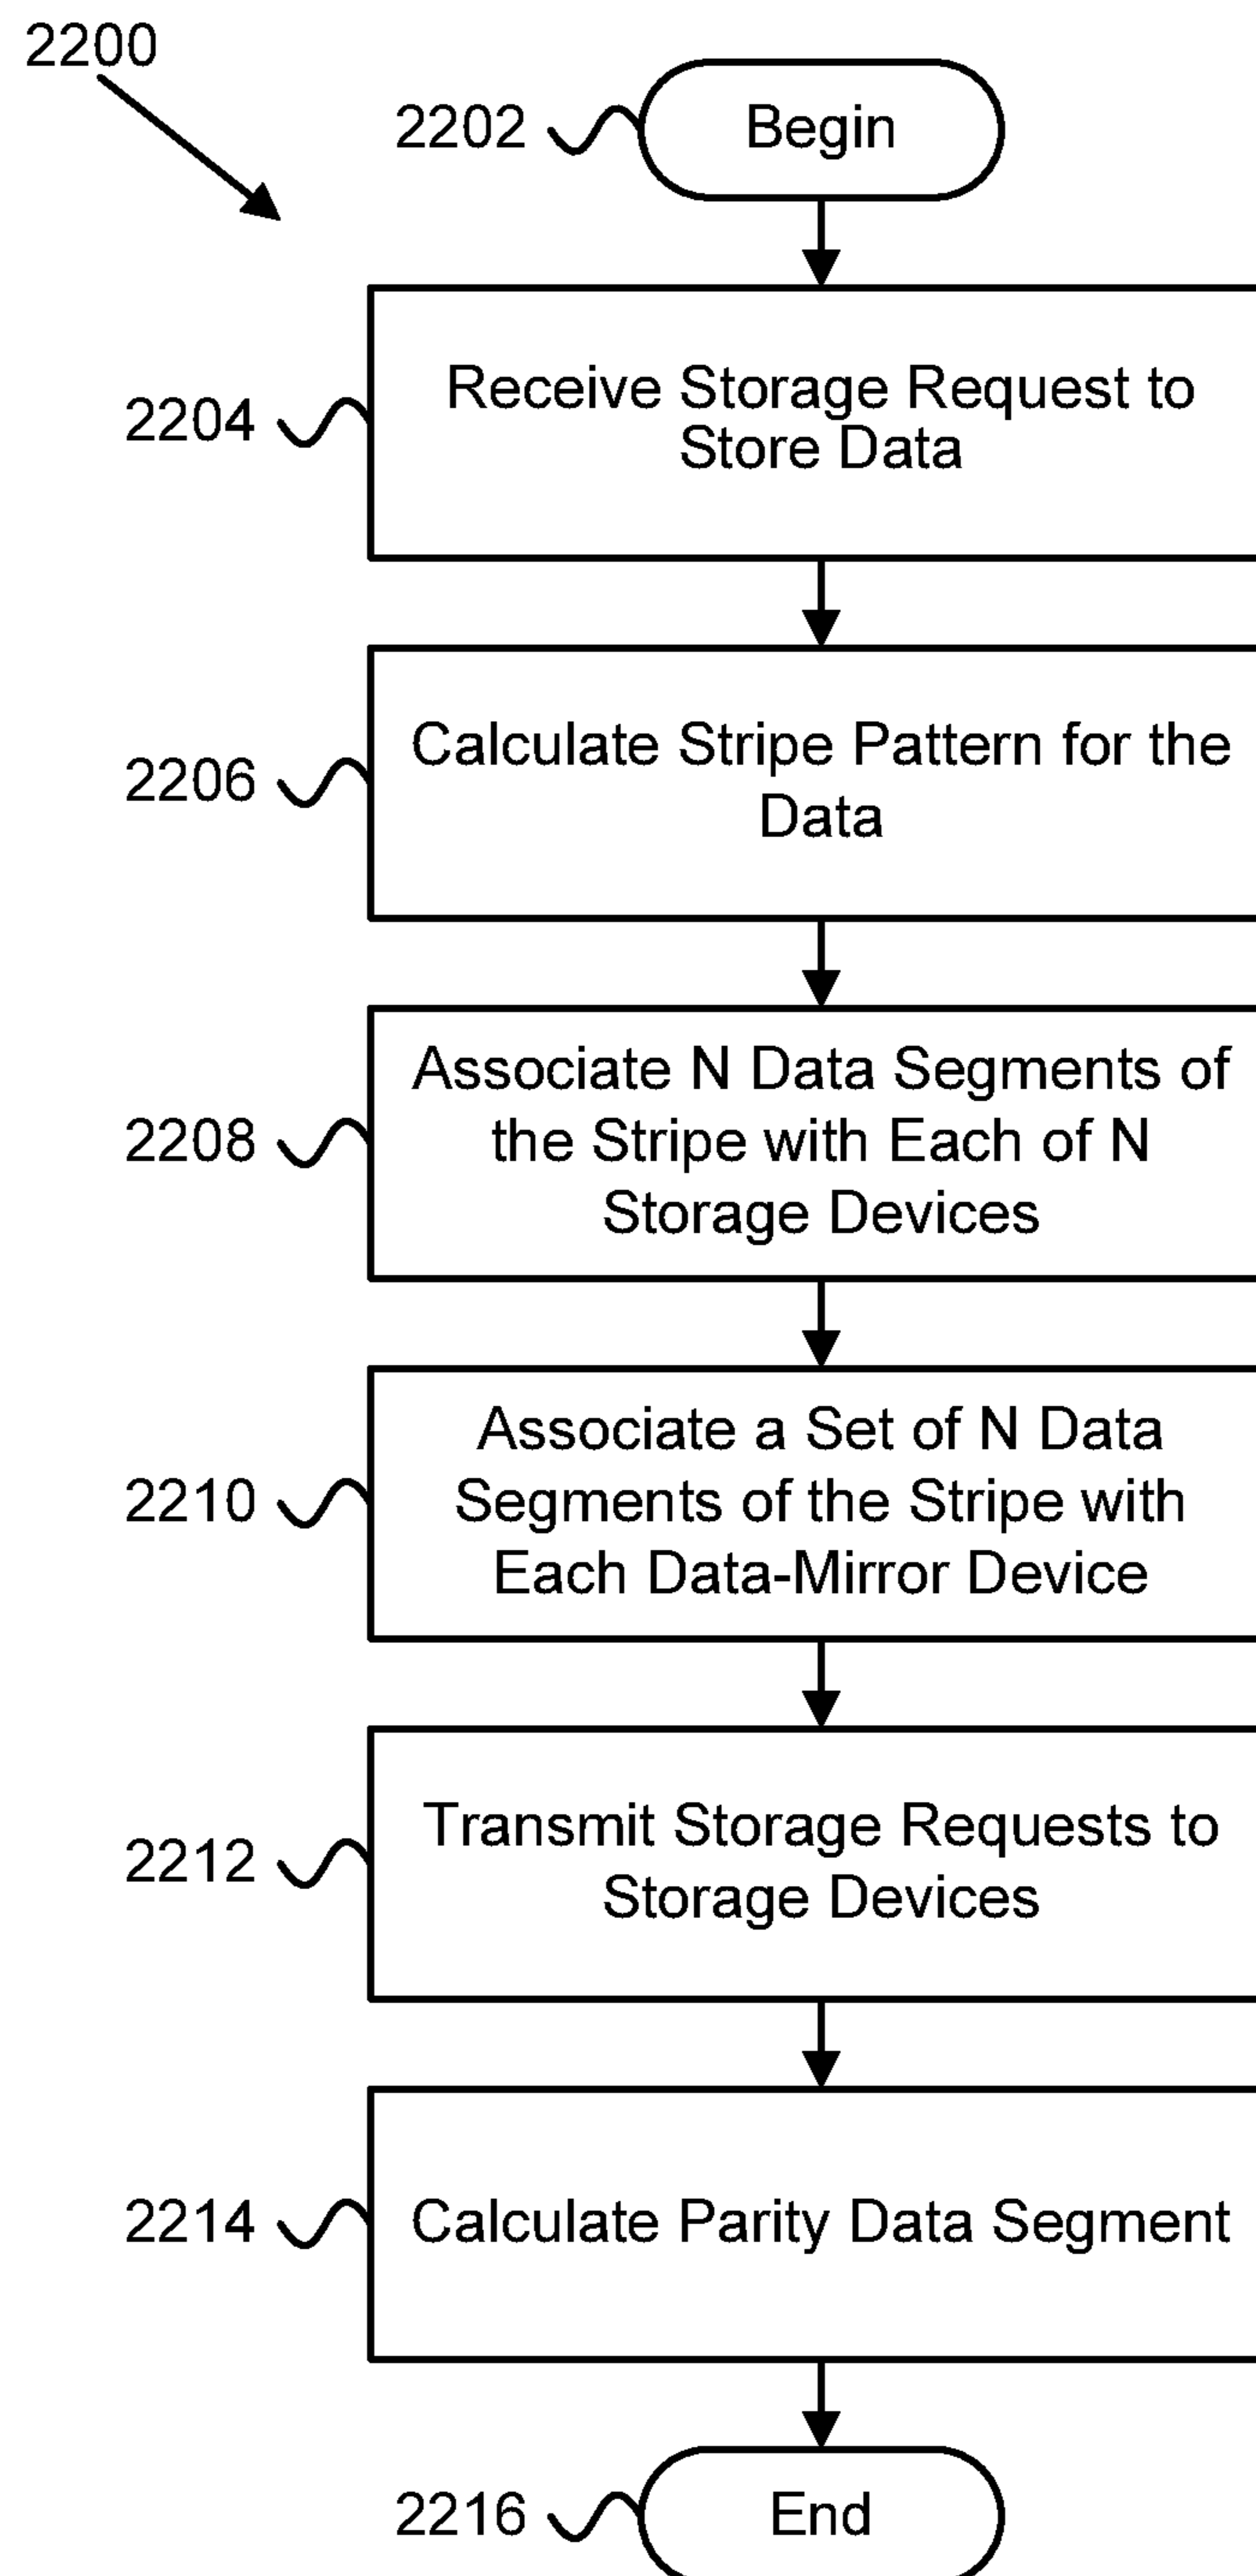 2200
2202
Begin
2204
Receive Storage Request to
Store Data
2206
Calculate Stripe Pattern for the
Data
2208
Associate N Data Segments of
the Stripe with Each of N
Storage Devices
2210
Associate a Set of N Data
Segments of the Stripe with
Each Data-Mirror Device
2212
Transmit Storage Requests to
Storage Devices
2214
Calculate Parity Data Segment
2216
End